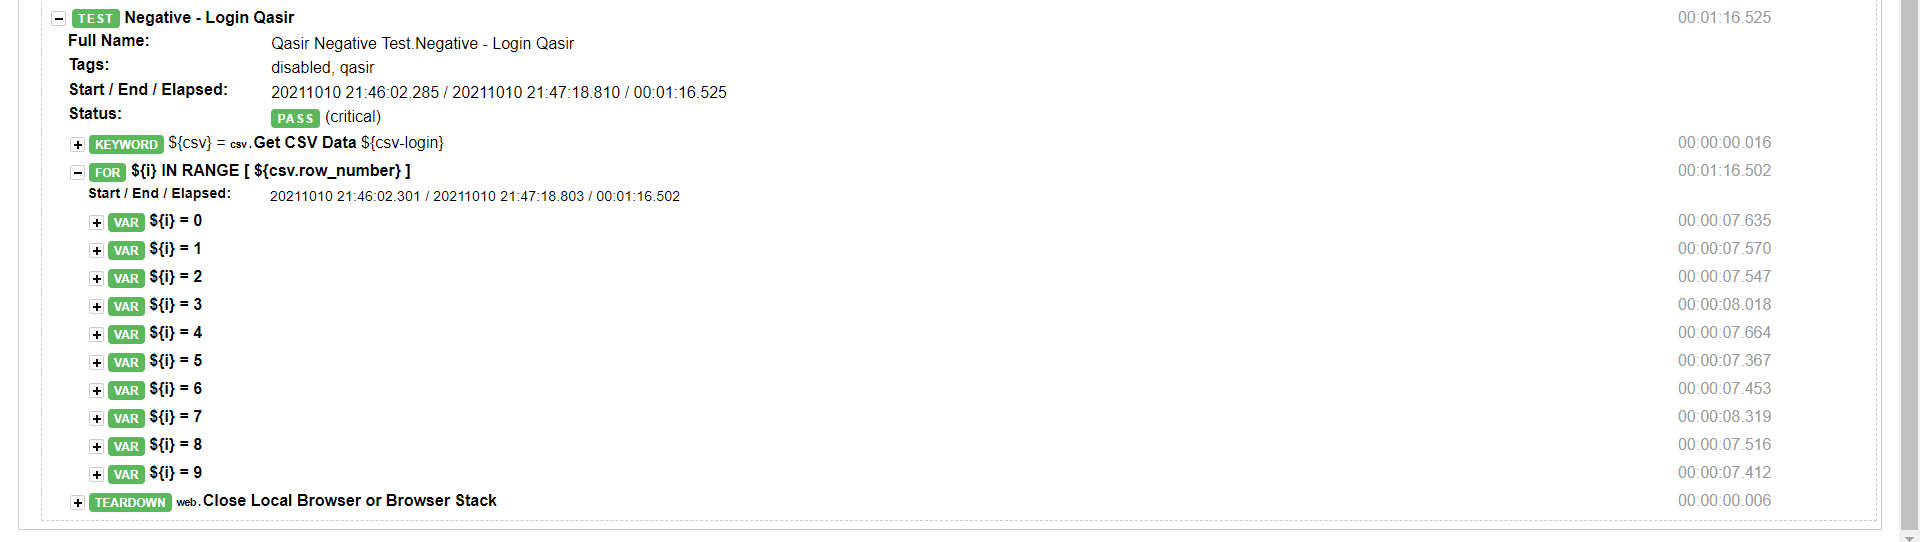 TEST Negative - Login Qasir 00:01:16.525
Full Name: Qasir Negative Test.Negative - Login Qasir
Tags: disabled, qasir
Start / End / Elapsed: 20211010 21:46:02.285 / 20211010 21:47:18.810 / 00:01:16.525
Status: PASS (critical)
KEYWORD ${csv} = csv.Get CSV Data ${csv-login} 00:00:00.016
FOR ${i} IN RANGE [ ${csv.row_number} ] 00:01:16.502
Start / End / Elapsed: 20211010 21:46:02.301 / 20211010 21:47:18.803 / 00:01:16.502
VAR ${i} = 0 00:00:07.635
VAR ${i} = 1 00:00:07.570
VAR ${i} = 2 00:00:07.547
VAR ${i} = 3 00:00:08.018
VAR ${i} = 4 00:00:07.664
VAR ${i} = 5 00:00:07.367
VAR ${i} = 6 00:00:07.453
VAR ${i} = 7 00:00:08.319
VAR ${i} = 8 00:00:07.516
VAR ${i} = 9 00:00:07.412
TEARDOWN web.Close Local Browser or Browser Stack 00:00:00.006